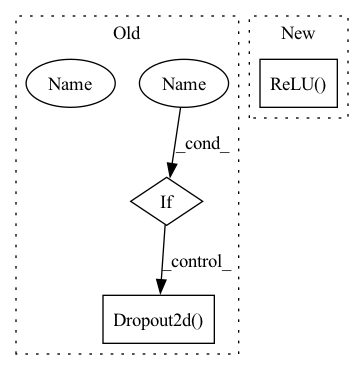 Old
New
Name
Name
ReLU()
_cond_
If
_control_
Dropout2d()